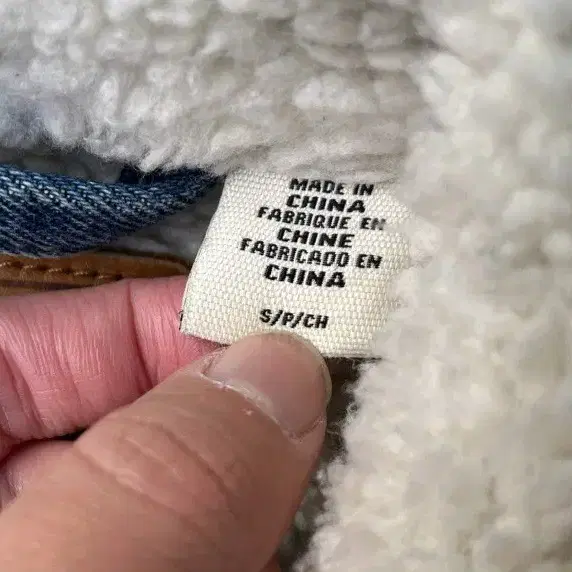 MADE IN
CHINA
FABRIQUE EN
CHINE
FABRICADO EN
CHINA
S/P/CH